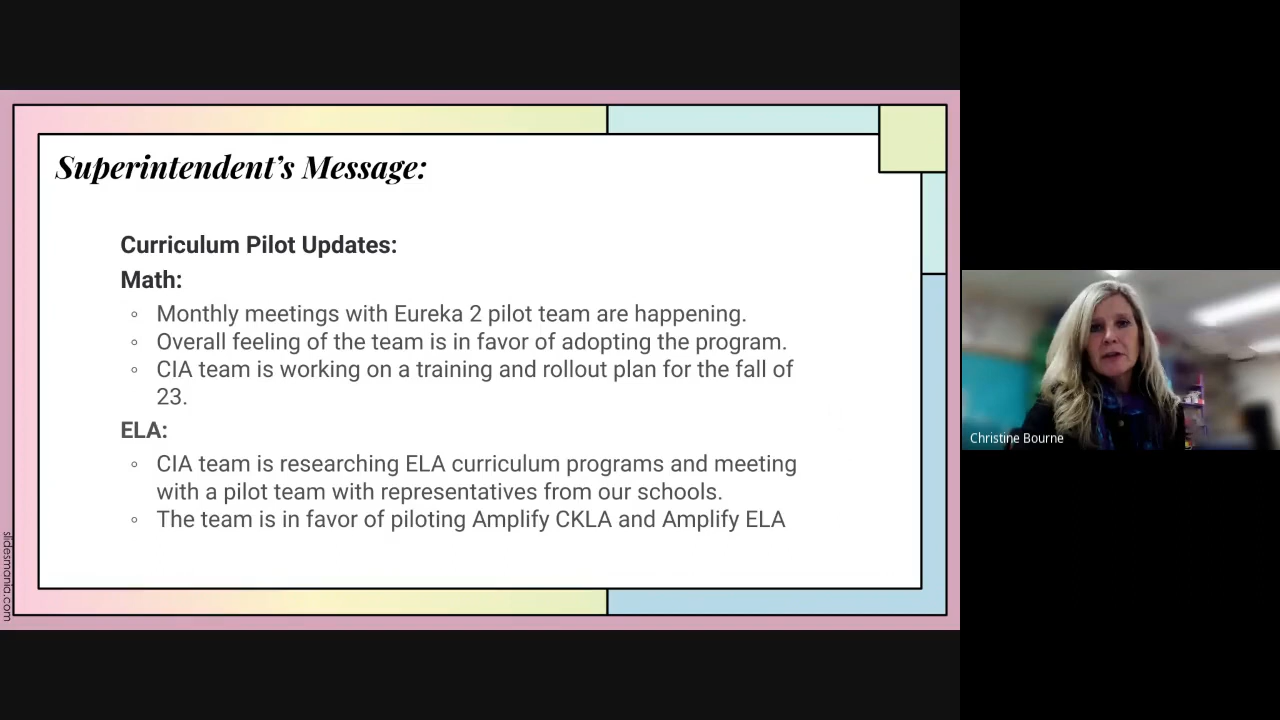 Superintendent's Message:
Curriculum Pilot Updates:
Math:
◦ Monthly meetings with Eureka 2 pilot team are happening.
◦ Overall feeling of the team is in favor of adopting the program.
◦ CIA team is working on a training and rollout plan for the fall of
23.
ELA:
◦ CIA team is researching ELA curriculum programs and meeting
with a pilot team with representatives from our schools.
◦ The team is in favor of piloting Amplify CKLA and Amplify ELA
slidesmania.com
Christine Bourne